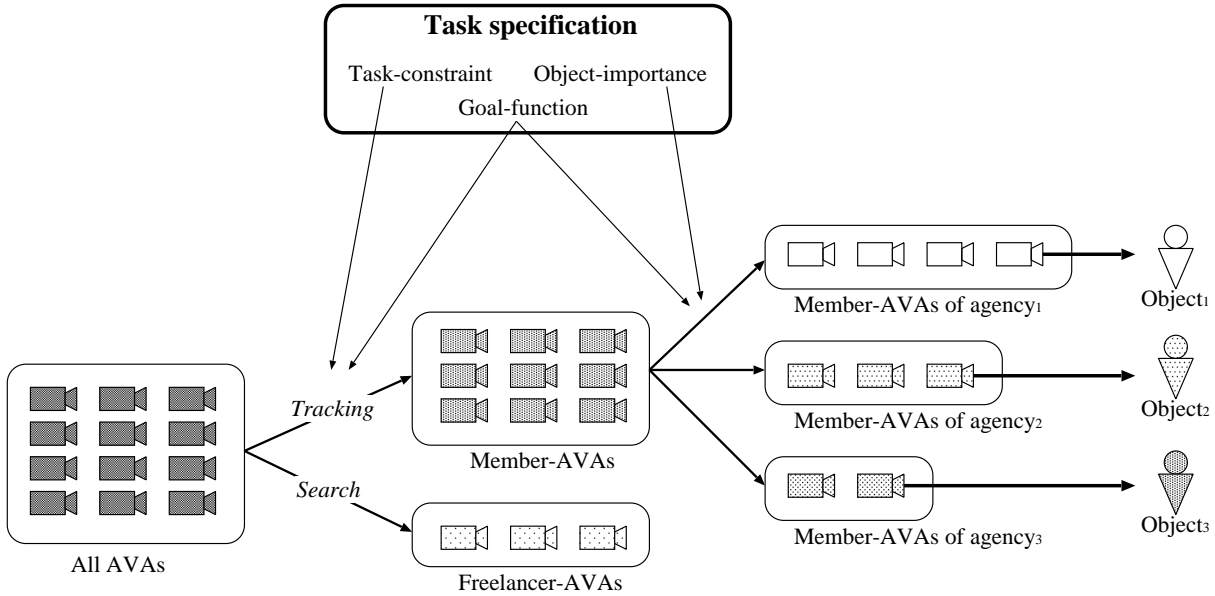 Task specification
Task-constraint Object-importance
Goal-function
Member-AVAs of agency1
Object1
Tracking
Member-AVAs of agency2
Object2
Member-AVAs
Search
Member-AVAs of agency3
Object3
All AVAs
Freelancer-AVAs